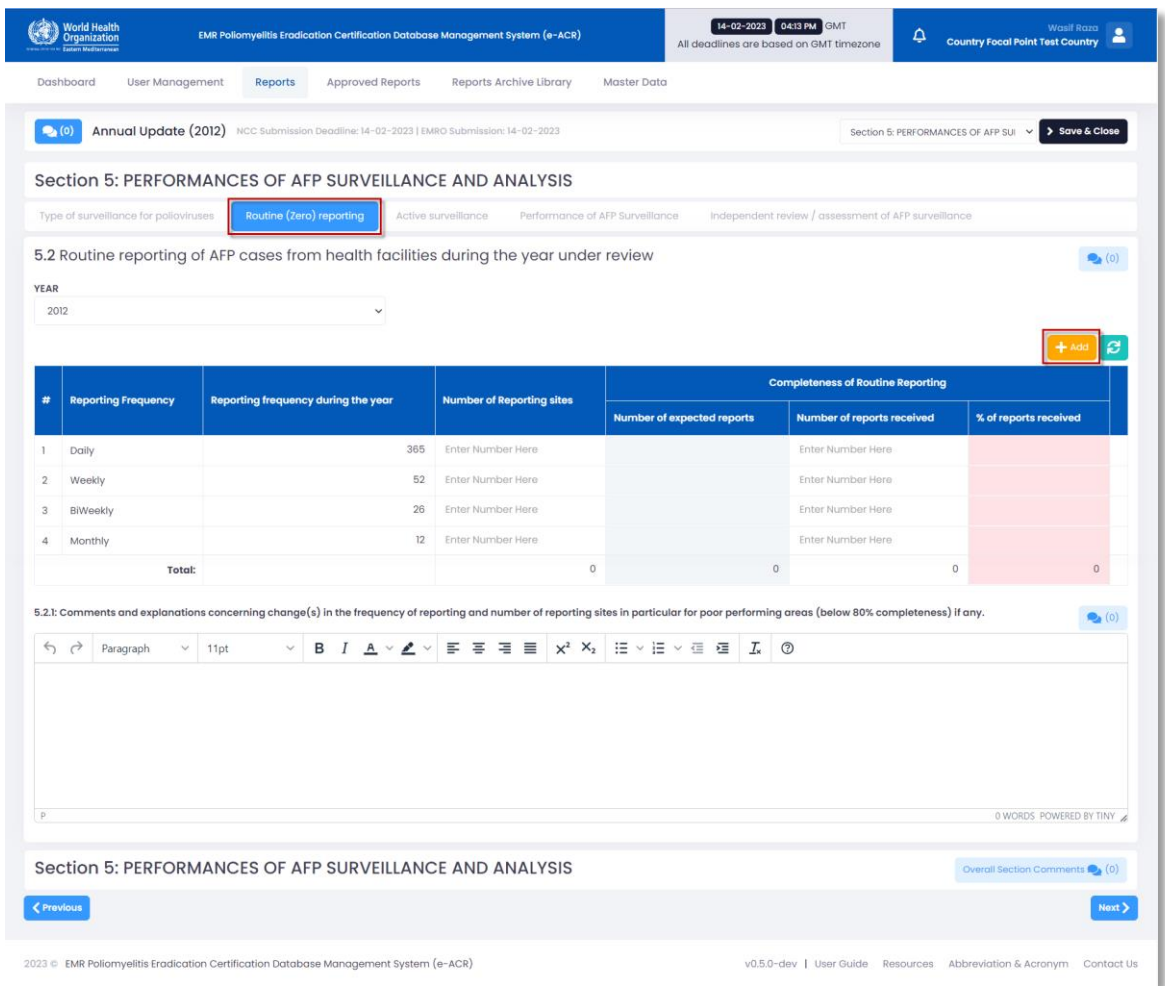 World Health Organization
Eastern Mediterranean
EMR Poliomyelitis Eradication Certification Database Management System (e-ACR)
14-02-2023 04:13 PM GMT
All deadlines are based on GMT timezone
Wasif Raza
Country Focal Point Test Country
Dashboard User Management Reports Approved Reports Reports Archive Library Master Data
(0) Annual Update (2012) NCC Submission Deadline: 14-02-2023 | EMRO Submission: 14-02-2023
Section 5: PERFORMANCES OF AFP SUI Save & Close
Section 5: PERFORMANCES OF AFP SURVEILLANCE AND ANALYSIS
Type of surveillance for polioviruses Routine (Zero) reporting Active surveillance Performance of AFP Surveillance Independent review / assessment of AFP surveillance
5.2 Routine reporting of AFP cases from health facilities during the year under review (0)
YEAR
2012
+ Add
# Reporting Frequency Reporting frequency during the year Number of Reporting sites Completeness of Routine Reporting
Number of expected reports Number of reports received % of reports received
1 Daily 365 Enter Number Here Enter Number Here
2 Weekly 52 Enter Number Here Enter Number Here
3 BiWeekly 26 Enter Number Here Enter Number Here
4 Monthly 12 Enter Number Here Enter Number Here
Total: 0 0 0 0
5.2.1: Comments and explanations concerning change(s) in the frequency of reporting and number of reporting sites in particular for poor performing areas (below 80% completeness) if any. (0)
Paragraph 11pt B I A X² X₂
P 0 WORDS POWERED BY TINY
Section 5: PERFORMANCES OF AFP SURVEILLANCE AND ANALYSIS Overall Section Comments (0)
Previous Next
2023 © EMR Poliomyelitis Eradication Certification Database Management System (e-ACR) v0.5.0-dev | User Guide Resources Abbreviation & Acronym Contact Us